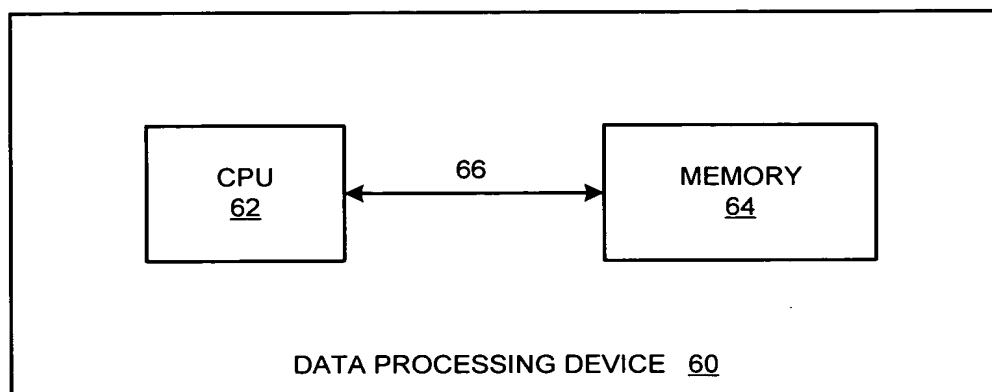 CPU
62
66
MEMORY
64
DATA PROCESSING DEVICE 60